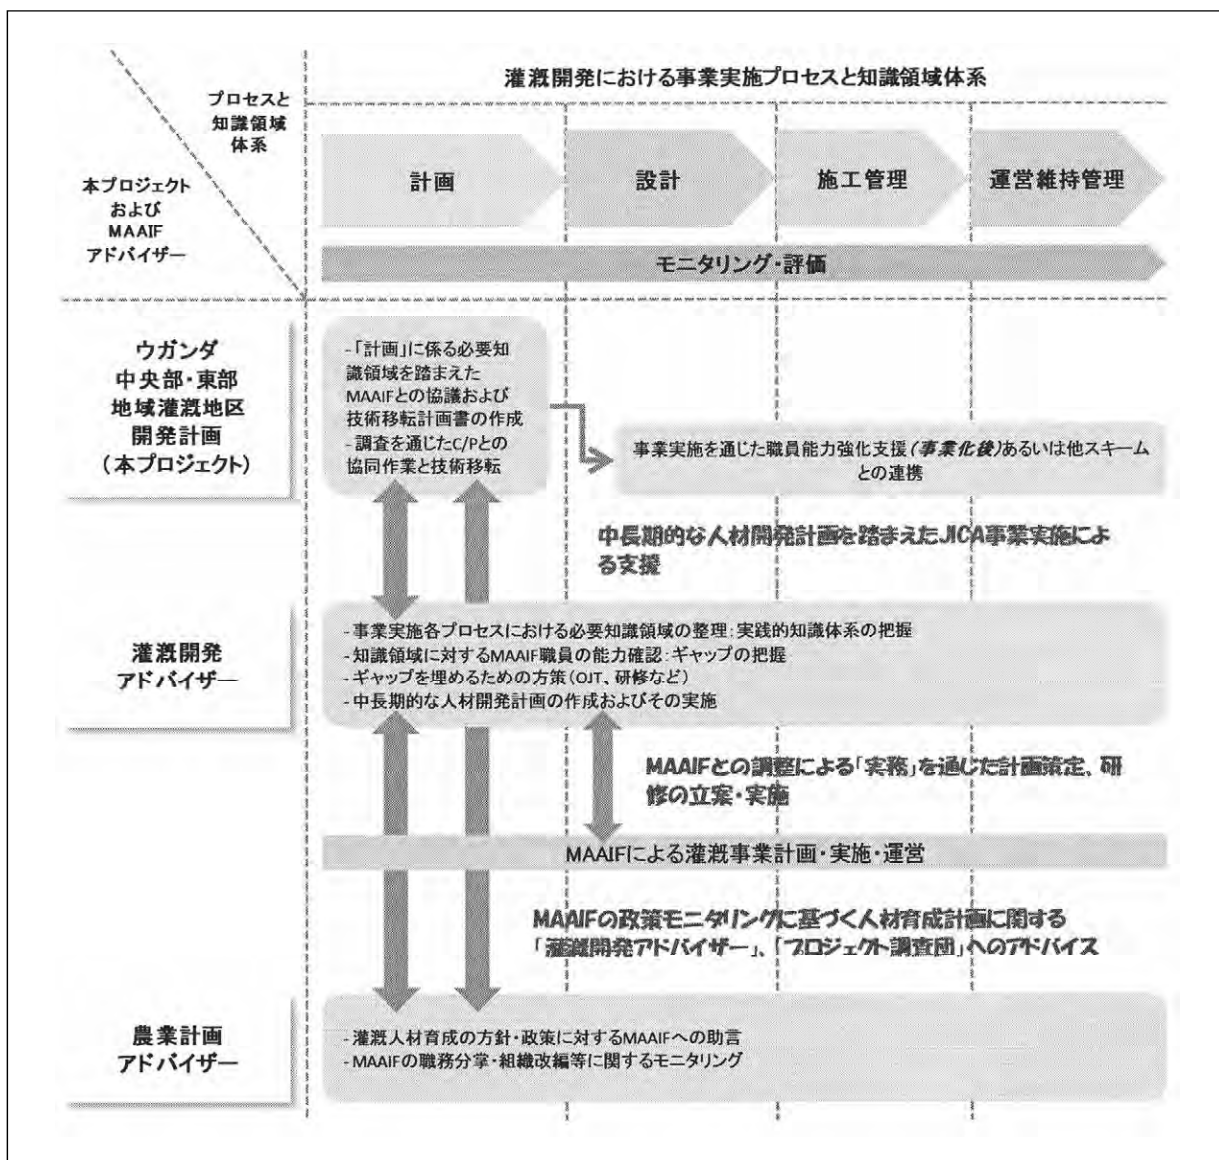 灌漑開発における事業実施プロセスと知識領域体系
プロセスと
知識領域
体系
本プロジェクト
および
MAAIF
アドバイザー
計画
設計
施工管理
運営維持管理
モニタリング・評価
ウガンダ
中央部・東部
地域灌漑地区
開発計画
(本プロジェクト)
-「計画」に係る必要知
識領域を踏まえた
MAAIFとの協議および
技術移転計画書の作成
- 調査を通じたC/Pとの
協同作業と技術移転
事業実施を通じた職員能力強化支援(事業化後)あるいは他スキーム
との連携
中長期的な人材開発計画を踏まえたJICA事業実施によ
る支援
灌漑開発
アドバイザー
- 事業実施各プロセスにおける必要知識領域の整理:実践的知識体系の把握
- 知識領域に対するMAAIF職員の能力確認:ギャップの把握
- ギャップを埋めるための方策(OJT、研修など)
- 中長期的な人材開発計画の作成およびその実施
MAAIFとの調整による「実務」を通じた計画策定、研
修の立案・実施
MAAIFによる灌漑事業計画・実施・運営
MAAIFの政策モニタリングに基づく人材育成計画に関する
「灌漑開発アドバイザー」、「プロジェクト調査団」へのアドバイス
農業計画
アドバイザー
- 灌漑人材育成の方針・政策に対するMAAIFへの助言
- MAAIFの職務分掌・組織改編等に関するモニタリング